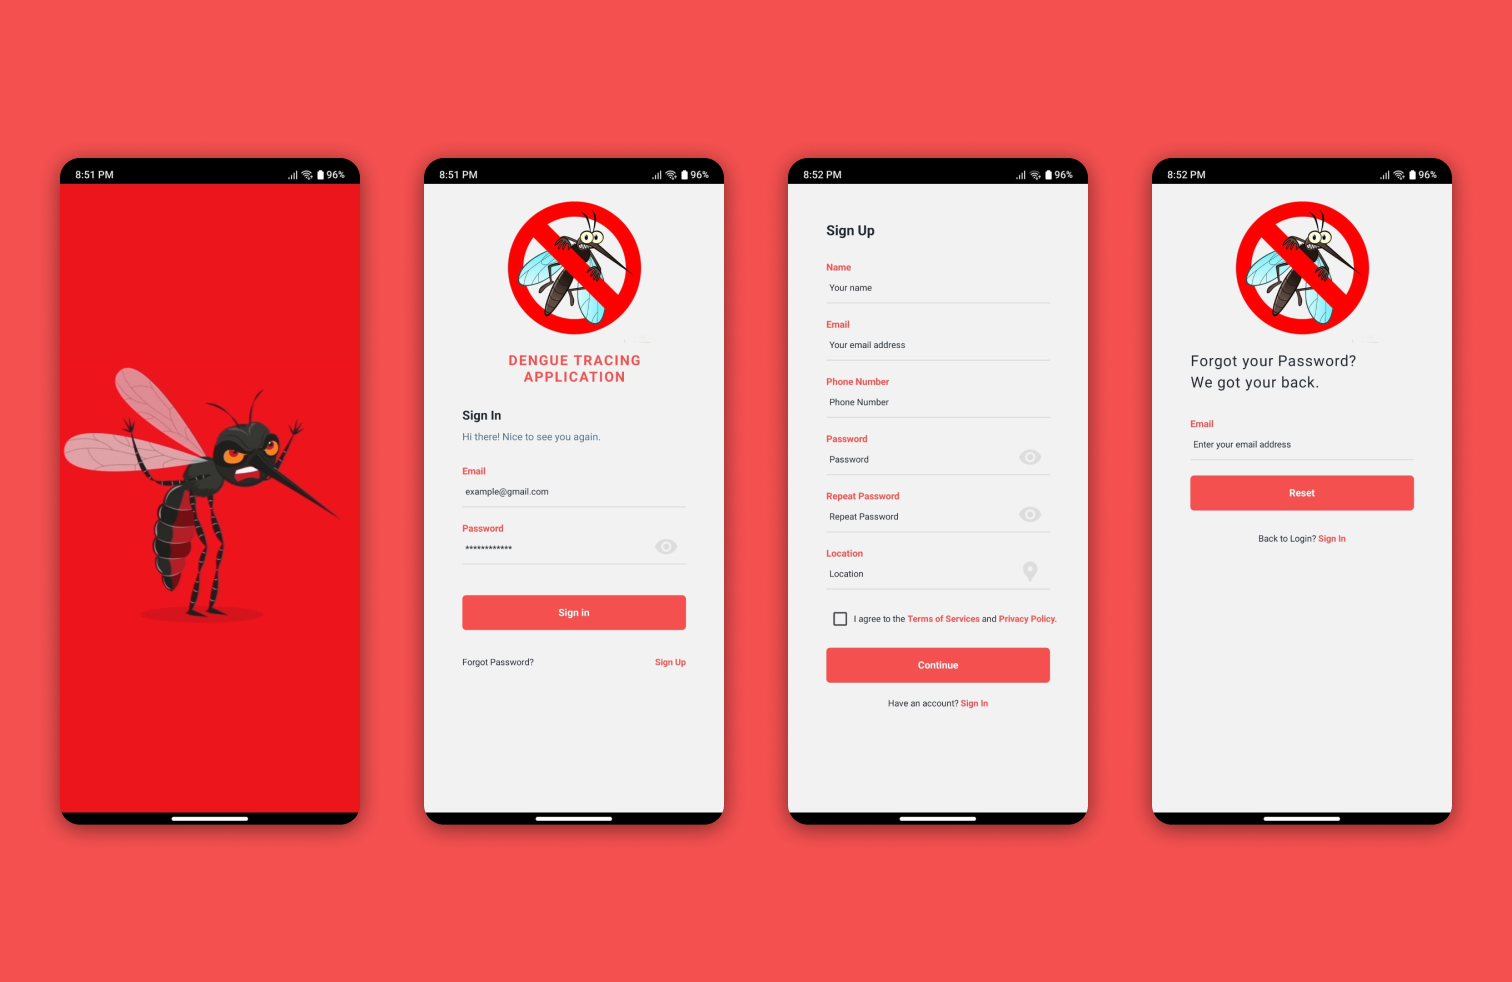 8:51 PM
96%
8:51 PM
96%
DENGUE TRACING
APPLICATION
Sign In
Hi there! Nice to see you again.
Email
example@gmail.com
Password
************
Sign in
Forgot Password?
Sign Up
8:52 PM
96%
Sign Up
Name
Your name
Email
Your email address
Phone Number
Phone Number
Password
Password
Repeat Password
Repeat Password
Location
Location
I agree to the Terms of Services and Privacy Policy.
Continue
Have an account? Sign In
8:52 PM
96%
Forgot your Password?
We got your back.
Email
Enter your email address
Reset
Back to Login? Sign In